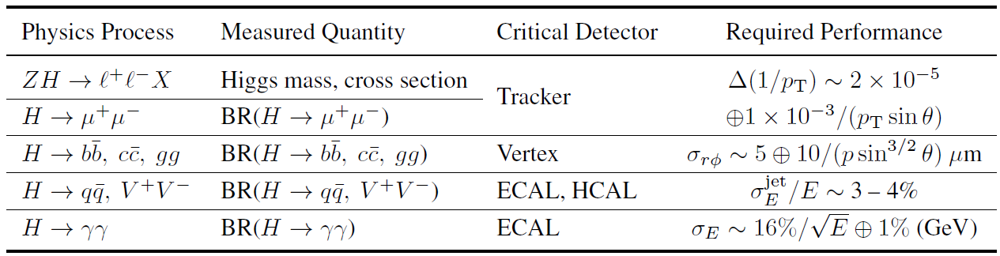 Physics Process Measured Quantity Critical Detector Required Performance
ZH → ℓ⁺ℓ⁻X Higgs mass, cross section Tracker Δ(1/p_T) ∼ 2 × 10⁻⁵
H → μ⁺μ⁻ BR(H → μ⁺μ⁻) ⊕1 × 10⁻³/(p_T sin θ)
H → bb̄, cc̄, gg BR(H → bb̄, cc̄, gg) Vertex σ_rϕ ∼ 5 ⊕ 10/(p sin^3/2 θ) μm
H → qq̄, V⁺V⁻ BR(H → qq̄, V⁺V⁻) ECAL, HCAL σ_E^jet/E ∼ 3 – 4%
H → γγ BR(H → γγ) ECAL σ_E ∼ 16%/√E ⊕ 1% (GeV)